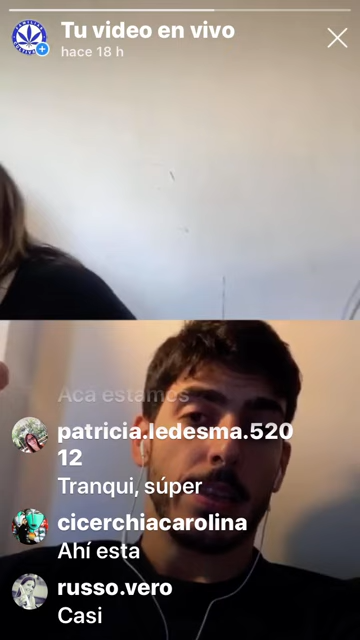 Tu video en vivo
hace 18 h
Acá estamos
patricia.ledesma.520
12
Tranqui, súper
cicerchiacarolina
Ahí esta
russo.vero
Casi